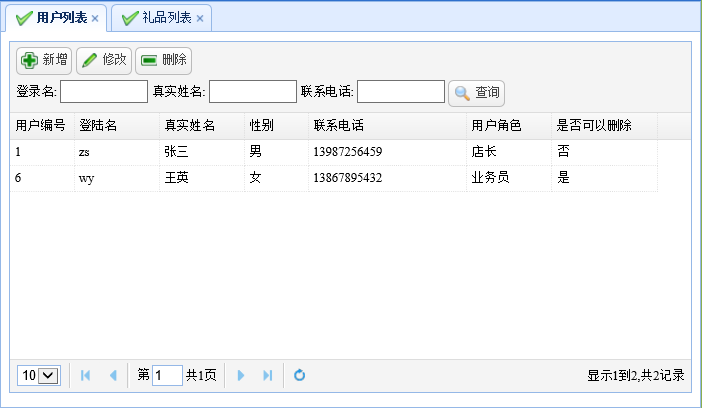 用户列表 礼品列表
新增 修改 删除
登录名: 真实姓名: 联系电话: 查询
用户编号 登陆名 真实姓名 性别 联系电话 用户角色 是否可以删除
1 zs 张三 男 13987256459 店长 否
6 wy 王英 女 13867895432 业务员 是
10 第 1 共1页 显示1到2,共2记录